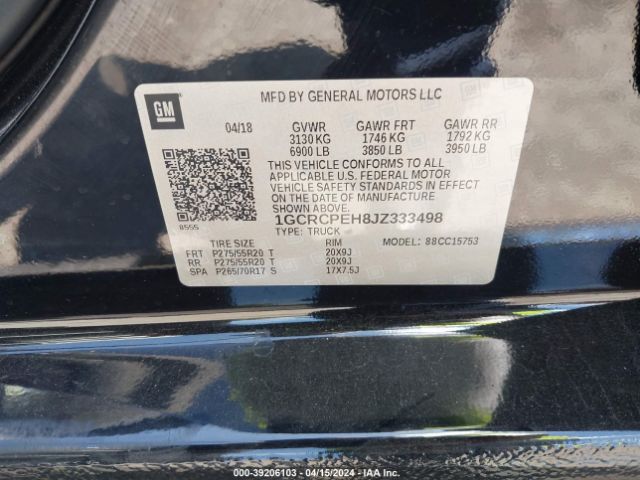 GM
MFD BY GENERAL MOTORS LLC
04/18 GVWR GAWR FRT GAWR RR
3130 KG 1746 KG 1792 KG
6900 LB 3850 LB 3950 LB
THIS VEHICLE CONFORMS TO ALL
APPLICABLE U.S. FEDERAL MOTOR
VEHICLE SAFETY STANDARDS IN EFFECT
ON THE DATE OF MANUFACTURE
SHOWN ABOVE.
8555
1GCRCPEH8JZ333498
TYPE: TRUCK MODEL: 88CC15753
RIM
FRT P275/55R20 T 20X9J
RR P275/55R20 T 20X9J
SPA P265/70R17 S 17X7.5J
000-39206103 - 04/15/2024 - IAA Inc.